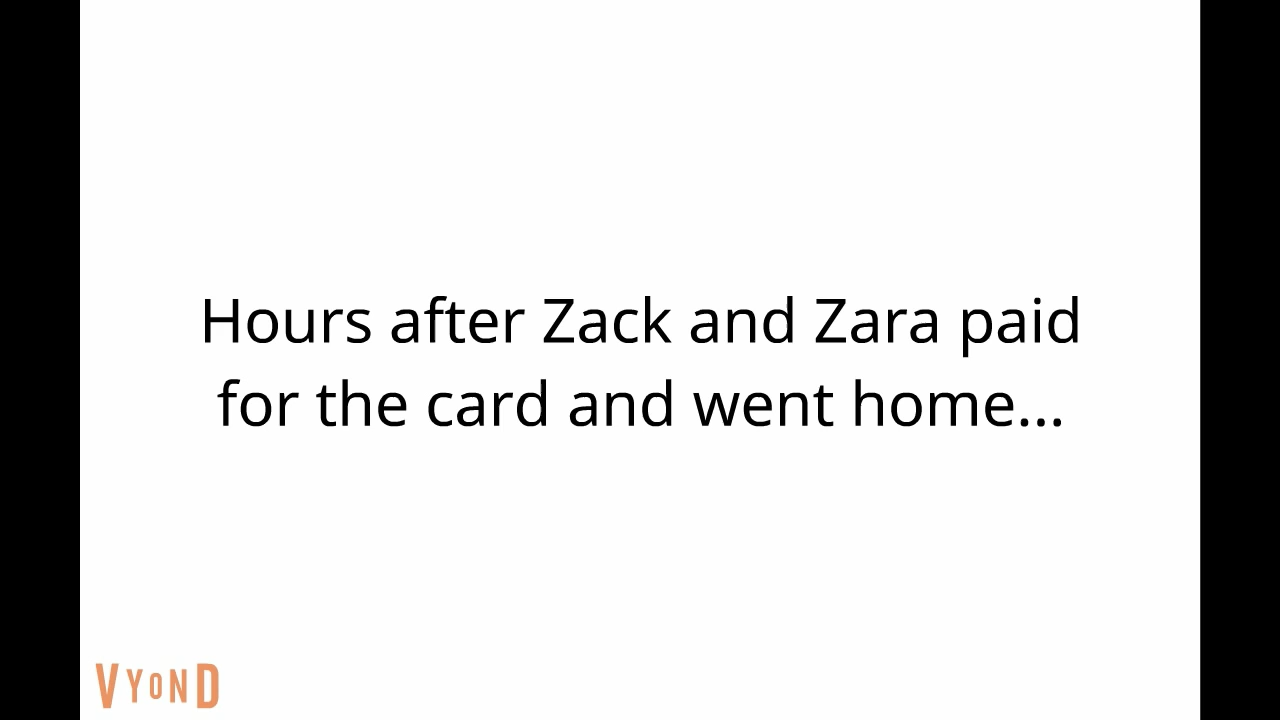 Hours after Zack and Zara paid
for the card and went home...
VYOND